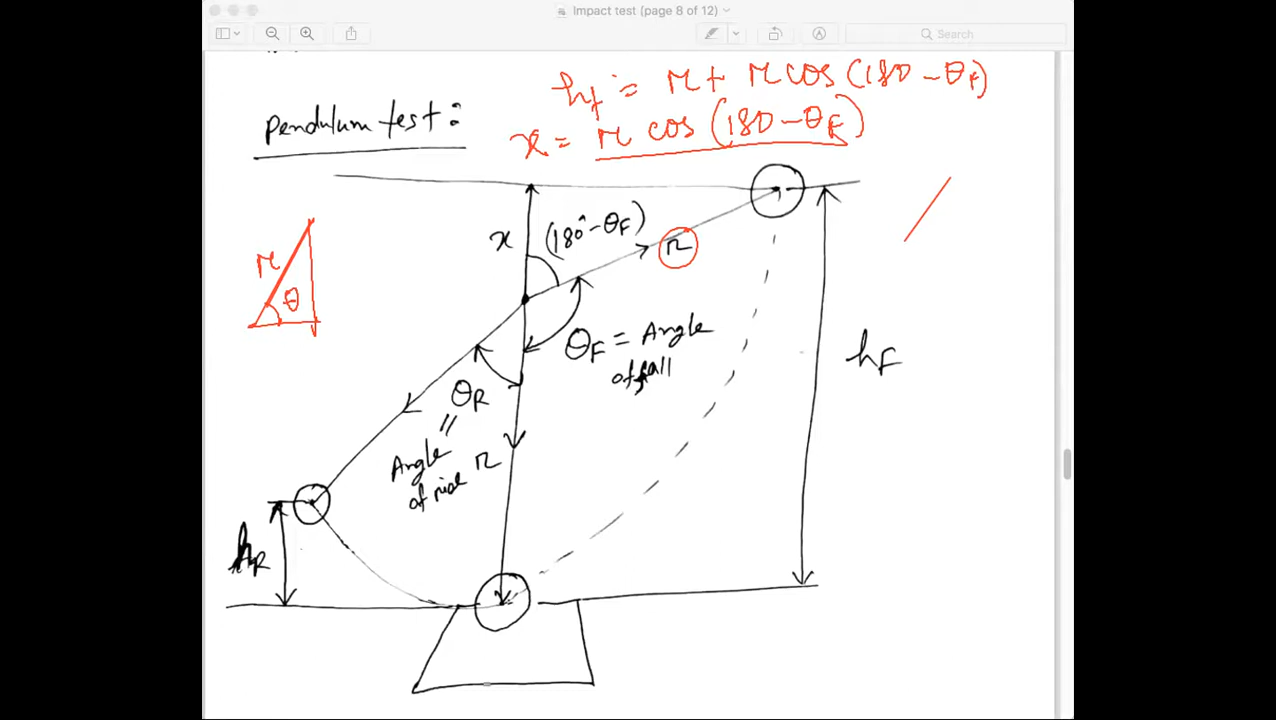 Impact test (page 8 of 12)
Search
hf = r + r cos (180 - θF)
pendulum test:
x = r cos (180 - θF)
x
(180° - θF)
r
r
θ
θF = Angle
of fall
hF
θR
=
Angle
of rise
r
hR